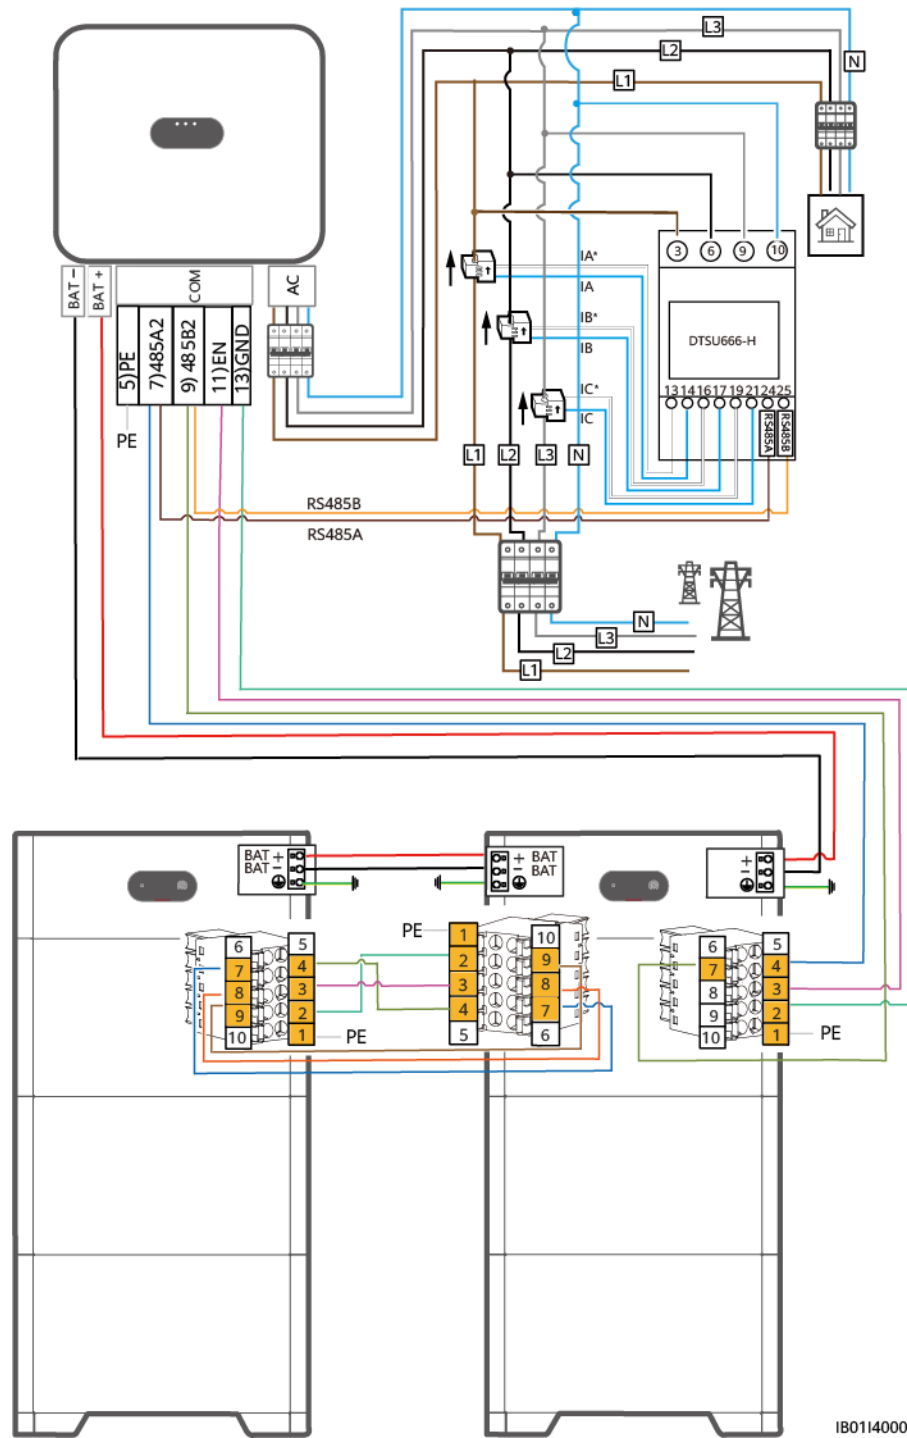 L3
L2
N
L1
BAT −
BAT +
COM
AC
5)PE
7)485A2
9) 485B2
11)EN
13)GND
PE
3
6
9
10
DTSU666-H
13 14 16 17 19 21 24 25
RS485A
RS485B
IA*
IA
IB*
IB
IC*
IC
L1
L2
L3
N
RS485B
RS485A
N
L3
L2
L1
BAT +
BAT −
+ BAT
− BAT
+
−
6
7
8
9
10
5
4
3
2
1
PE
PE
1
2
3
4
5
10
9
8
7
6
6
7
8
9
10
5
4
3
2
1
PE
IB01I4000